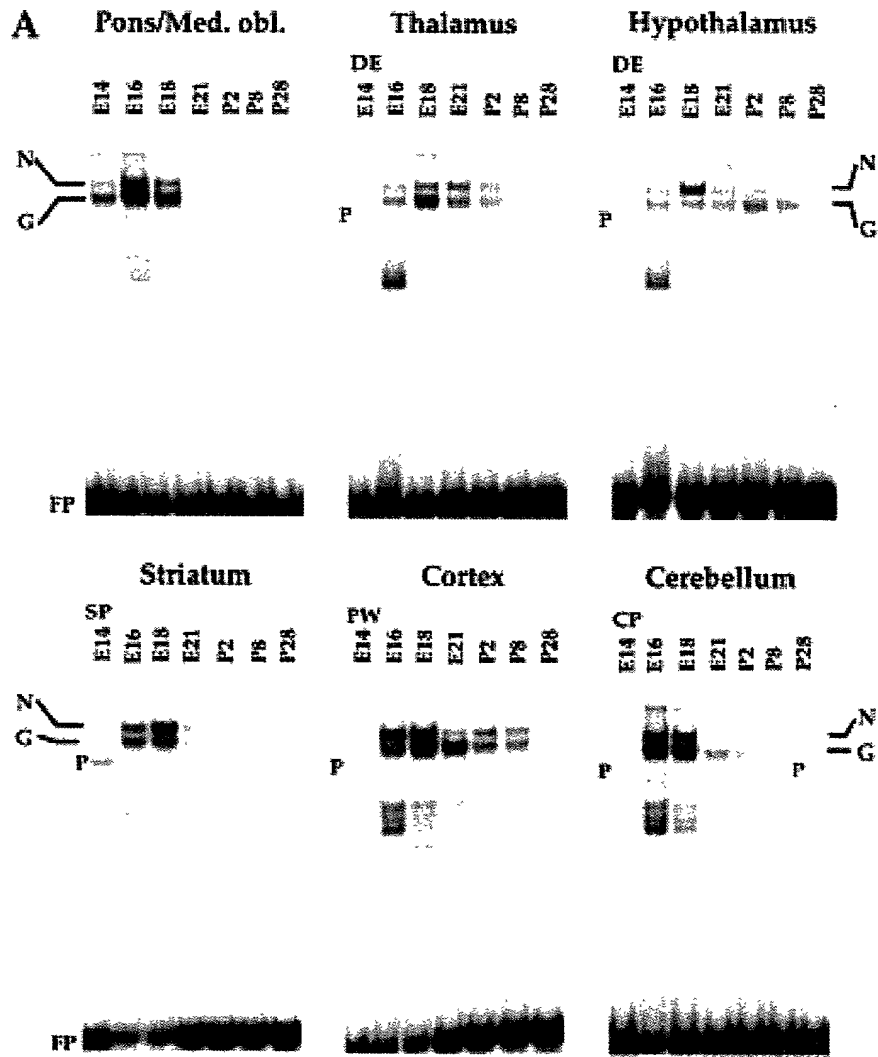 A Pons/Med. obl. Thalamus Hypothalamus
DE DE
E14 E16 E18 E21 P2 P8 P28 E14 E16 E18 E21 P2 P8 P28 E14 E16 E18 E21 P2 P8 P28
N N
G P P G
FP
Striatum Cortex Cerebellum
SP PW CP
E14 E16 E18 E21 P2 P8 P28 E14 E16 E18 E21 P2 P8 P28 E14 E16 E18 E21 P2 P8 P28
N N
G G
P P P P
FP